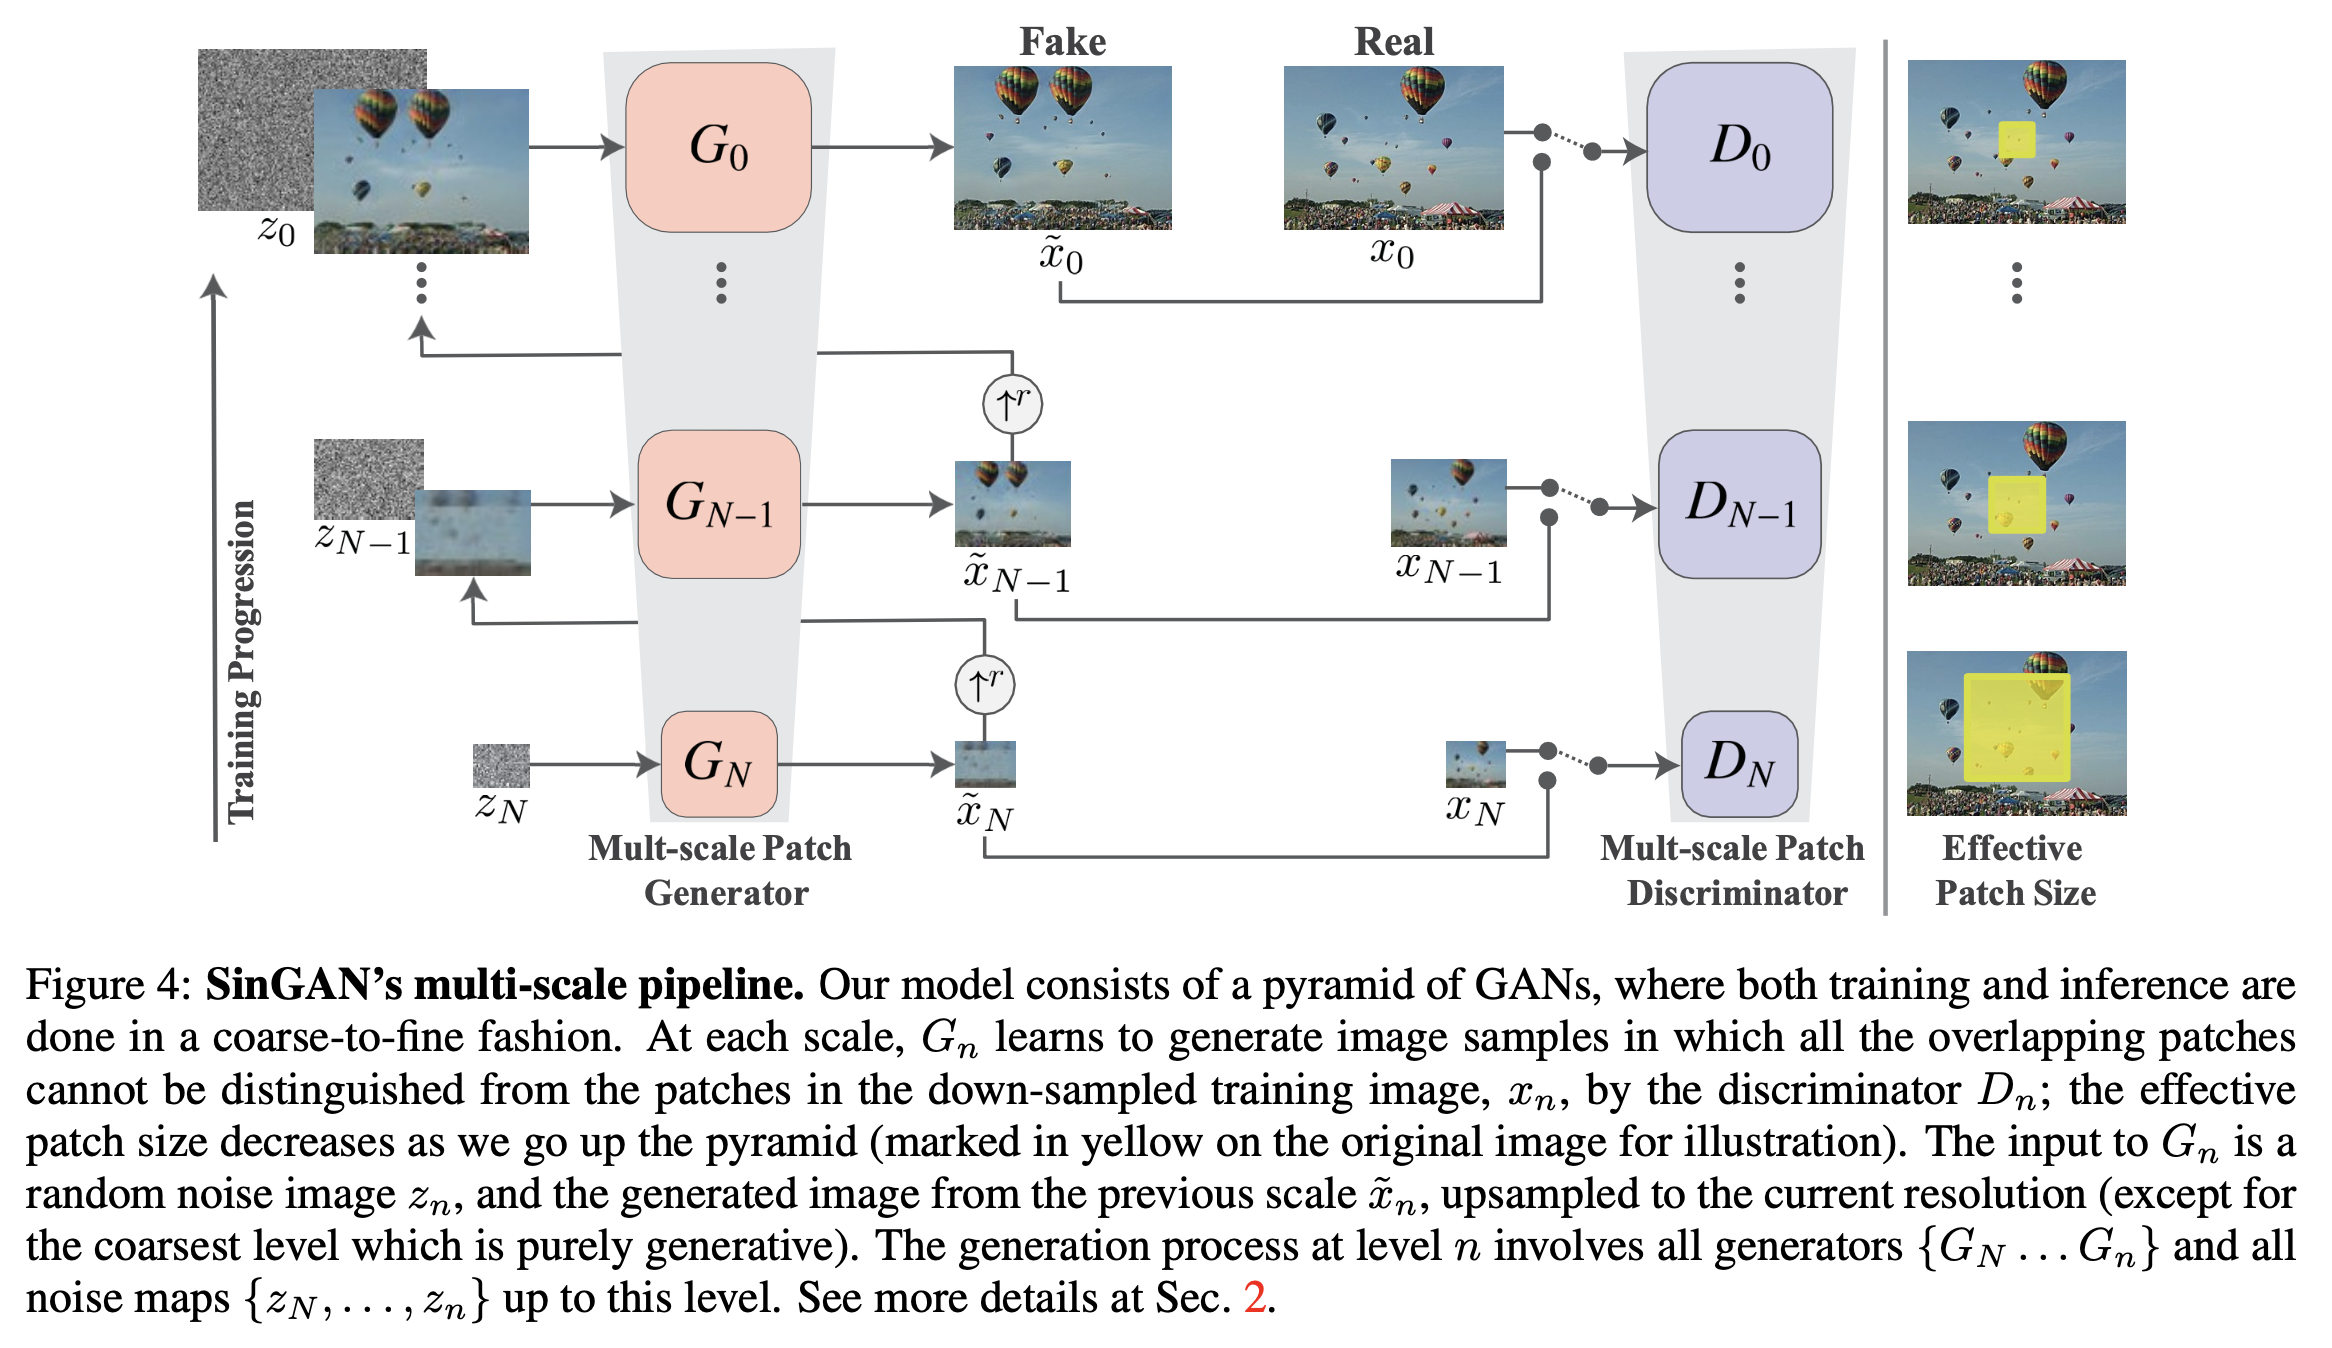 Fake
Real
z_0
G_0
x̃_0
x_0
D_0
↑r
z_{N−1}
G_{N−1}
x̃_{N−1}
x_{N−1}
D_{N−1}
↑r
z_N
G_N
x̃_N
x_N
D_N
Training Progression
Mult-scale Patch
Generator
Mult-scale Patch
Discriminator
Effective
Patch Size
Figure 4: SinGAN’s multi-scale pipeline. Our model consists of a pyramid of GANs, where both training and inference are
done in a coarse-to-fine fashion. At each scale, G_n learns to generate image samples in which all the overlapping patches
cannot be distinguished from the patches in the down-sampled training image, x_n, by the discriminator D_n; the effective
patch size decreases as we go up the pyramid (marked in yellow on the original image for illustration). The input to G_n is a
random noise image z_n, and the generated image from the previous scale x̃_n, upsampled to the current resolution (except for
the coarsest level which is purely generative). The generation process at level n involves all generators {G_N … G_n} and all
noise maps {z_N, …, z_n} up to this level. See more details at Sec. 2.